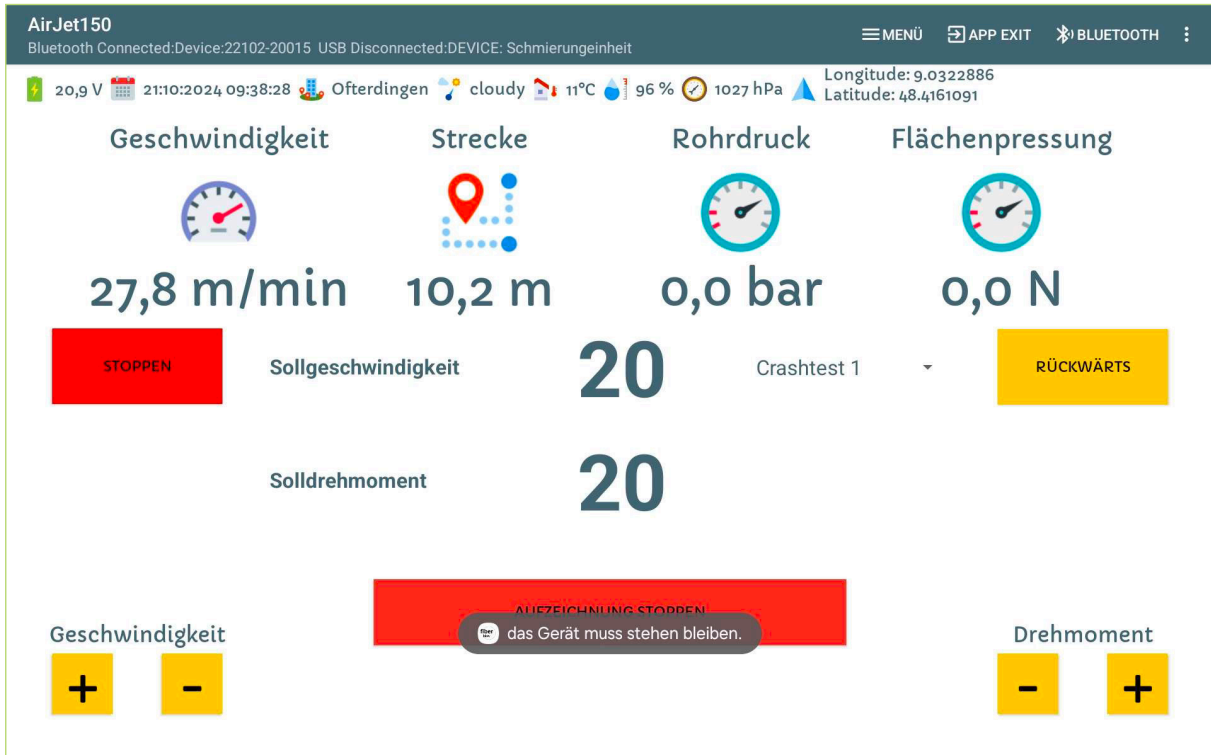 AirJet150
Bluetooth Connected:Device:22102-20015 USB Disconnected:DEVICE: Schmierungeinheit
MENÜ APP EXIT BLUETOOTH
20,9 V 21:10:2024 09:38:28 Ofterdingen cloudy 11°C 96 % 1027 hPa
Longitude: 9.0322886
Latitude: 48.4161091
Geschwindigkeit Strecke Rohrdruck Flächenpressung
27,8 m/min 10,2 m 0,0 bar 0,0 N
STOPPEN Sollgeschwindigkeit 20 Crashtest 1 RÜCKWÄRTS
Solldrehmoment 20
AUFZEICHNUNG STOPPEN
das Gerät muss stehen bleiben.
Geschwindigkeit Drehmoment
+ - - +